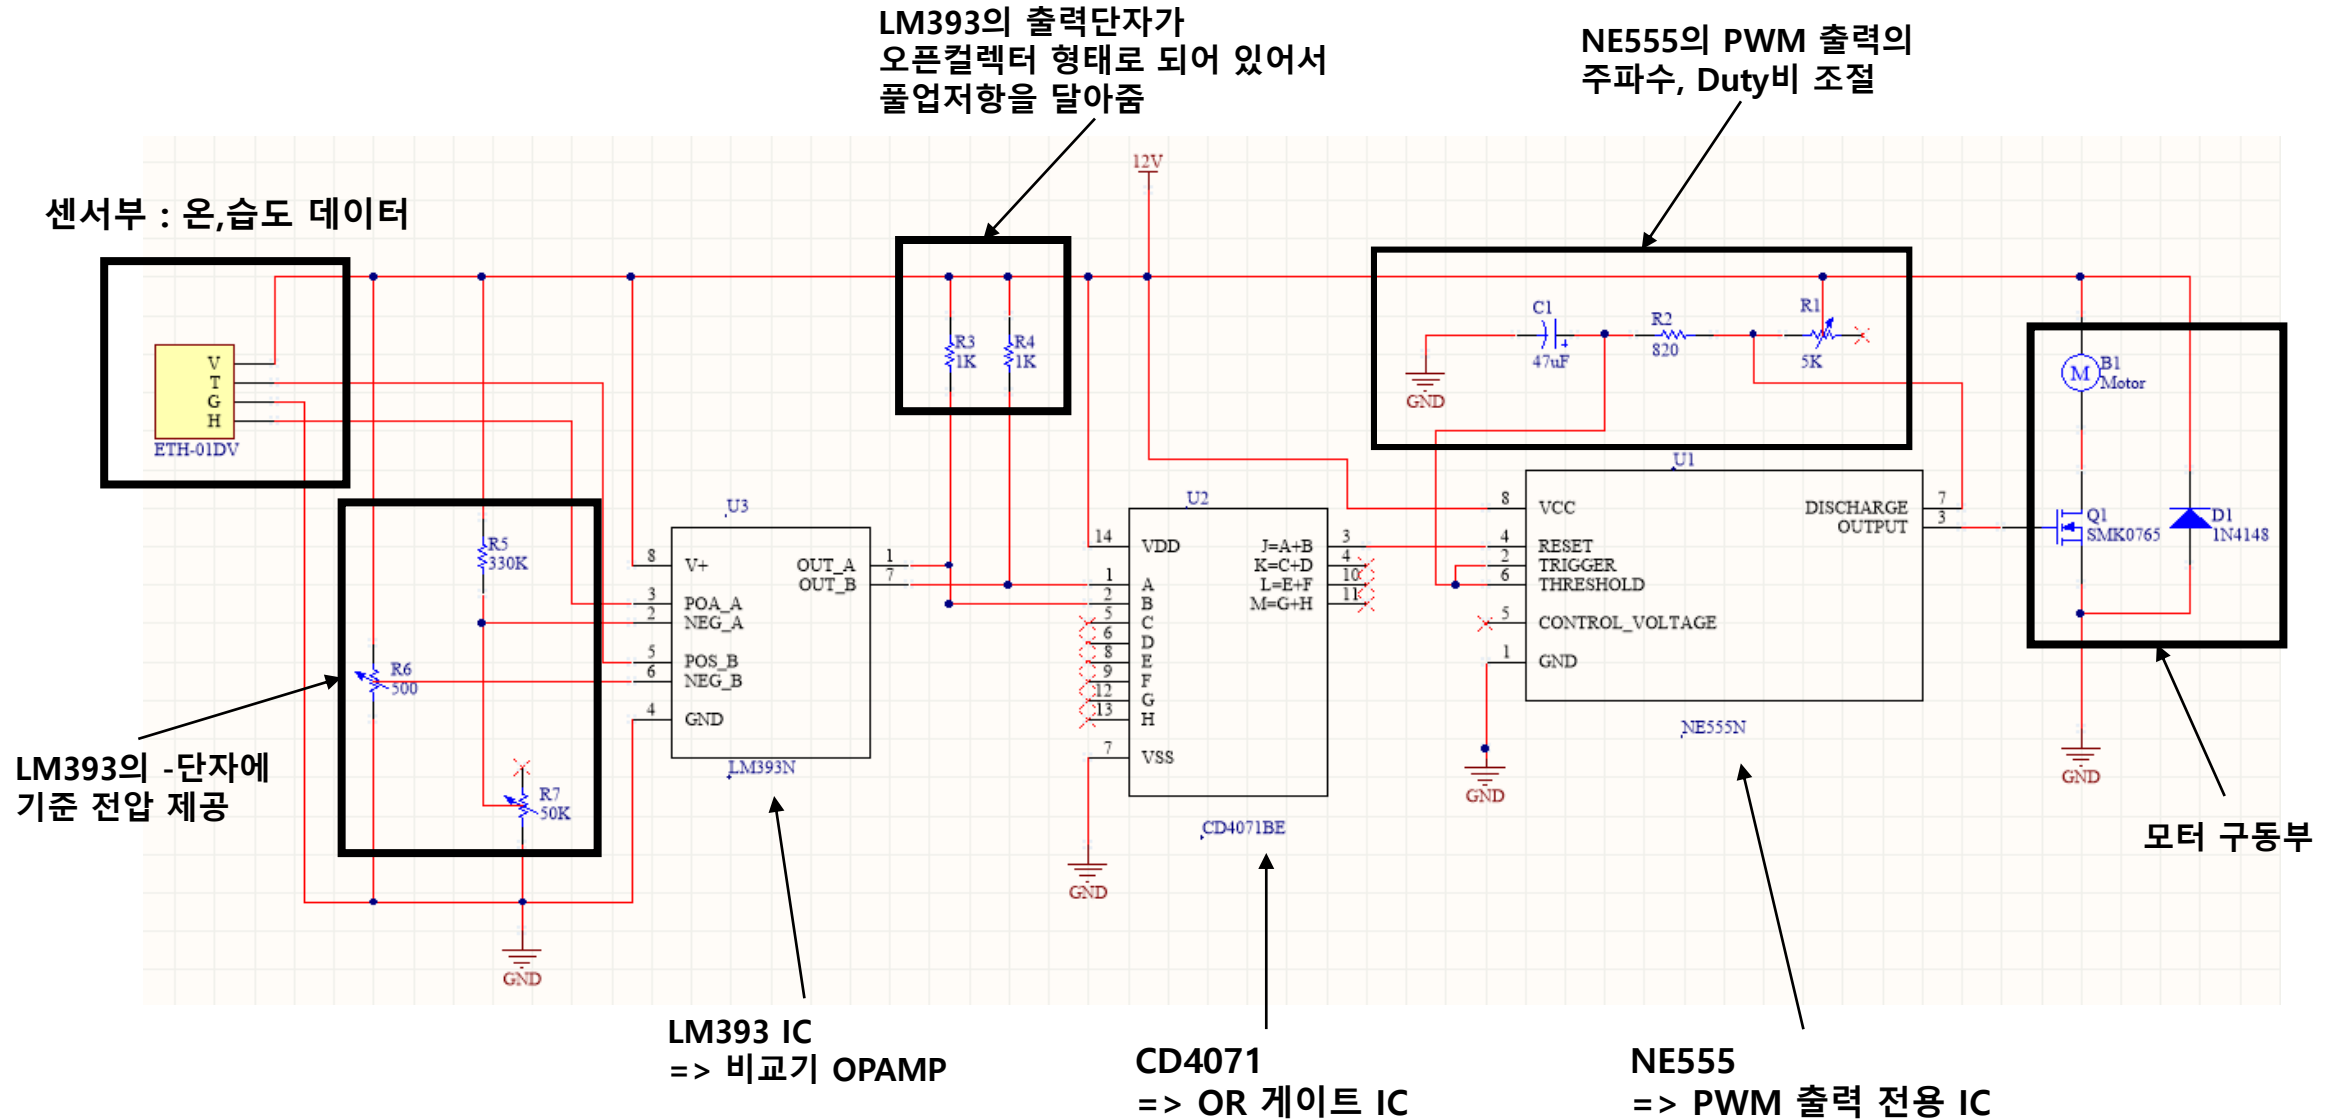 LM393의 출력단자가
오픈컬렉터 형태로 되어 있어서
풀업저항을 달아줌
NE555의 PWM 출력의
주파수, Duty비 조절
센서부 : 온,습도 데이터
12V
V
T
G
H
ETH-01DV
R3
1K
R4
1K
C1
47uF
R2
820
R1
5K
GND
B1
Motor
M
Q1
SMK0765
D1
1N4148
GND
R5
330K
R6
500
R7
50K
GND
U3
8 V+
3 POA_A
2 NEG_A
5 POS_B
6 NEG_B
4 GND
OUT_A 1
OUT_B 7
LM393N
U2
14 VDD
1 A
2 B
5 C
6 D
8 E
9 F
12 G
13 H
7 VSS
J=A+B 3
K=C+D 4
L=E+F 10
M=G+H 11
CD4071BE
GND
U1
8 VCC
4 RESET
2 TRIGGER
6 THRESHOLD
5 CONTROL_VOLTAGE
1 GND
DISCHARGE 7
OUTPUT 3
NE555N
GND
LM393의 -단자에
기준 전압 제공
모터 구동부
LM393 IC
=> 비교기 OPAMP
CD4071
=> OR 게이트 IC
NE555
=> PWM 출력 전용 IC